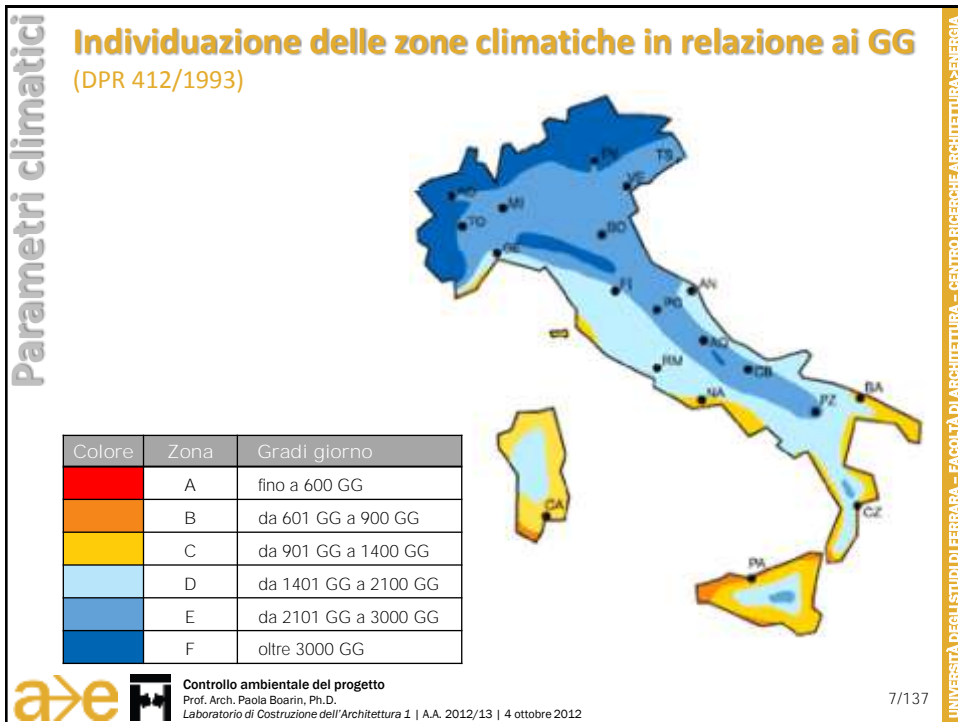 Parametri climatici
Individuazione delle zone climatiche in relazione ai GG
(DPR 412/1993)
TS
VE
MI
TO
BO
GE
FI
AN
PG
AQ
RM
CB
BA
NA
PZ
CA
CZ
PA
Colore Zona Gradi giorno
A fino a 600 GG
B da 601 GG a 900 GG
C da 901 GG a 1400 GG
D da 1401 GG a 2100 GG
E da 2101 GG a 3000 GG
F oltre 3000 GG
a>e
Controllo ambientale del progetto
Prof. Arch. Paola Boarin, Ph.D.
Laboratorio di Costruzione dell'Architettura 1 | A.A. 2012/13 | 4 ottobre 2012
7/137
UNIVERSITÀ DEGLI STUDI DI FERRARA – FACOLTÀ DI ARCHITETTURA – CENTRO RICERCHE ARCHITETTURA>ENERGIA